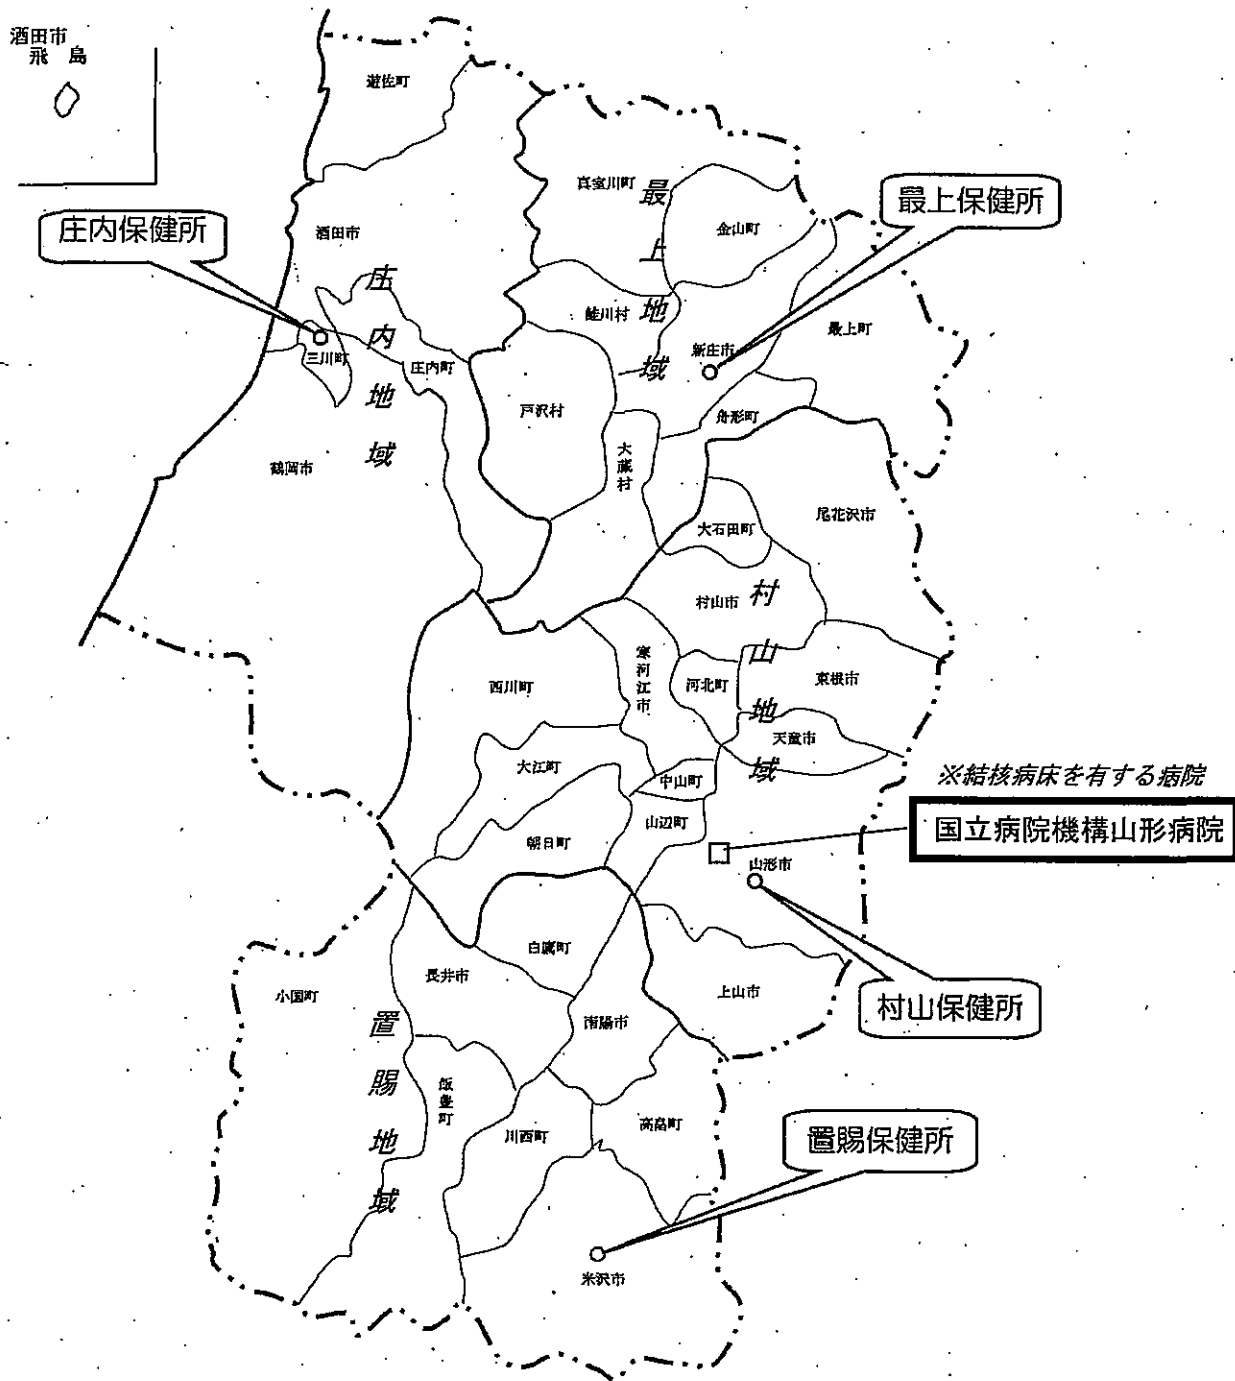 酒田市
飛島
遊佐町
真室川町
最上地域
金山町
最上保健所
庄内保健所
酒田市
庄内地域
鮭川村
最上町
新庄市
三川町
庄内町
戸沢村
舟形町
大蔵村
鶴岡市
尾花沢市
大石田町
村山市
村山地域
寒河江市
西川町
河北町
東根市
天童市
大江町
中山町
※結核病床を有する病院
国立病院機構山形病院
山辺町
朝日町
山形市
白鷹町
長井市
上山市
小国町
村山保健所
南陽市
置賜地域
飯豊町
川西町
高畠町
置賜保健所
米沢市